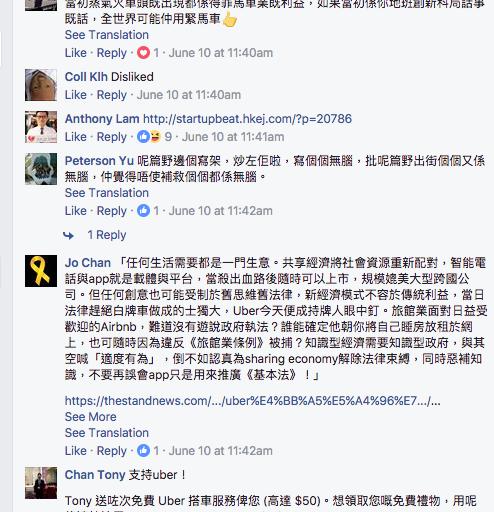 當初蒸氣火車頭既出現都係得罪馬車業既利益，如果當初係你地班創新科局話事
既話，全世界可能仲用緊馬車👍
See Translation
Like · Reply · 1 · June 10 at 11:40am
Coll Klh Disliked
Like · Reply · June 10 at 11:40am
Anthony Lam http://startupbeat.hkej.com/?p=20786
Like · Reply · 9 · June 10 at 11:41am
Peterson Yu 呢篇野邊個寫架，炒左佢啦，寫個個無腦，批呢篇野出街個個又係
無腦，仲覺得唔使補救個個都係無腦。
See Translation
Like · Reply · 1 · June 10 at 11:42am
1 Reply
Jo Chan 「任何生活需要都是一門生意。共享經濟將社會資源重新配對，智能電
話與app就是載體與平台，當殺出血路後隨時可以上市，規模媲美大型跨國公
司。但任何創意也可能受制於舊思維舊法律，新經濟模式不容於傳統利益，當日
法律趕絕白牌車做成的士獨大，Uber今天便成持牌人眼中釘。旅館業面對日益受
歡迎的Airbnb，難道沒有遊說政府執法？誰能確定他朝你將自己睡房放租於網
上，也可隨時因為違反《旅館業條例》被捕？知識型經濟需要知識型政府，與其
空喊「適度有為」，倒不如認真為sharing economy解除法律束縛，同時惡補知
識，不要再誤會app只是用來推廣《基本法》！」
https://thestandnews.com/.../uber%E4%BB%A5%E5%A4%96%E7.../...
See More
See Translation
Like · Reply · 1 · June 10 at 11:42am
Chan Tony 支持uber！
Tony 送咗次免費 Uber 搭車服務俾您 (高達 $50)。想領取您嘅免費禮物，用呢